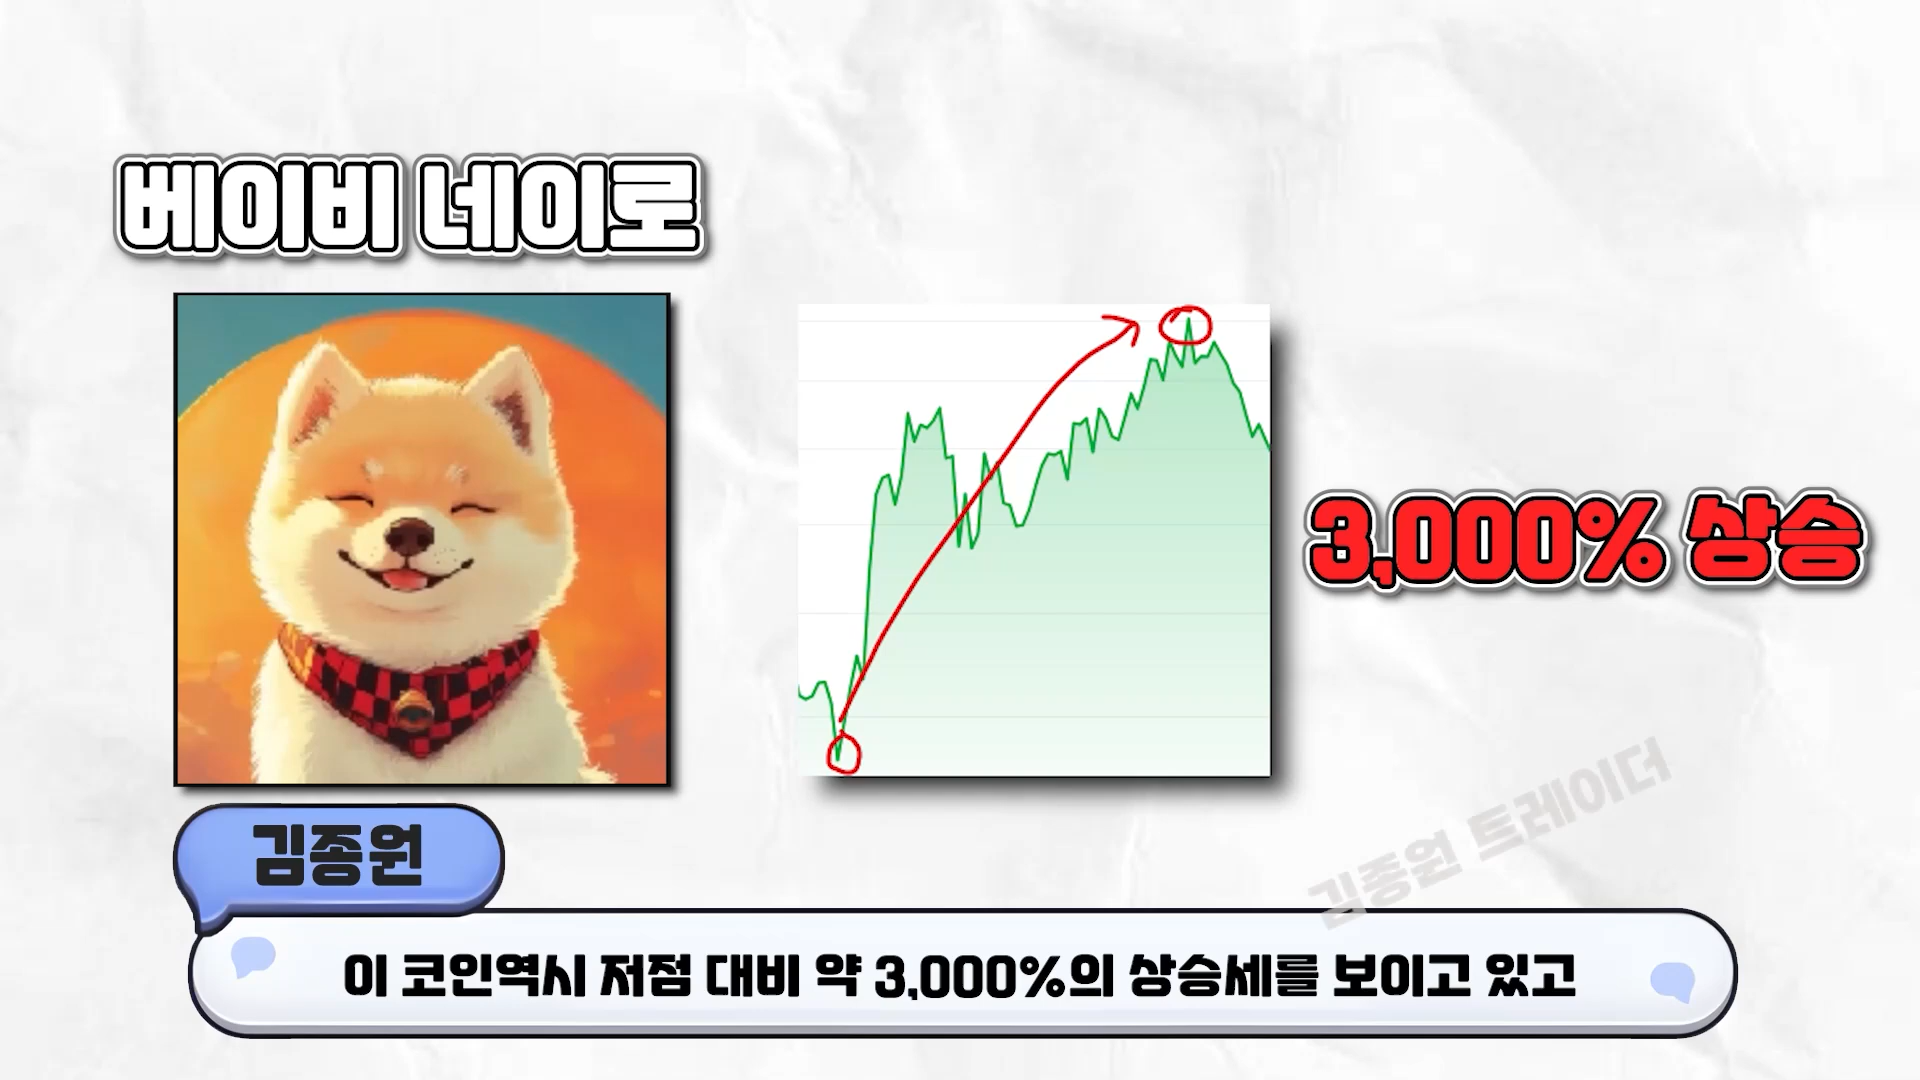 베이비 네이로
3,000% 상승
김종원 트레이더
김종원
이 코인역시 저점 대비 약 3,000%의 상승세를 보이고 있고